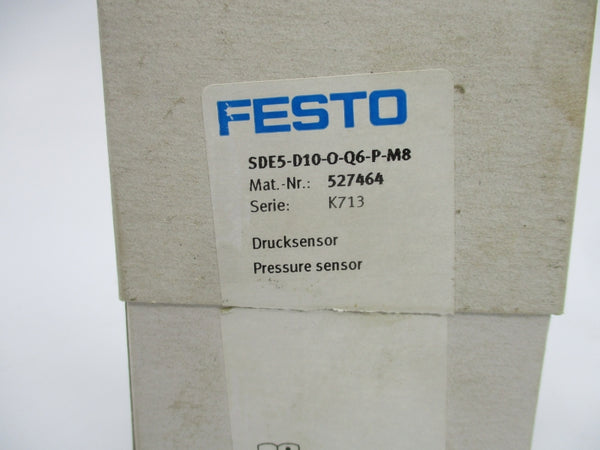 FESTO
SDE5-D10-O-Q6-P-M8
Mat.-Nr.: 527464
Serie: K713
Drucksensor
Pressure sensor